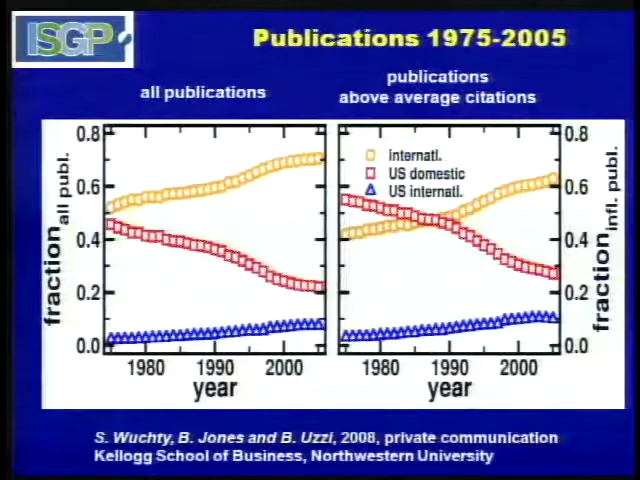 ISGP
Publications 1975-2005
all publications
publications
above average citations
0.8
0.6
0.4
0.2
0.0
fraction all publ.
1980 1990 2000
year
internatl.
US domestic
US internatl.
1980 1990 2000
year
0.8
0.6
0.4
0.2
0.0
fraction infl. publ.
S. Wuchty, B. Jones and B. Uzzi, 2008, private communication
Kellogg School of Business, Northwestern University